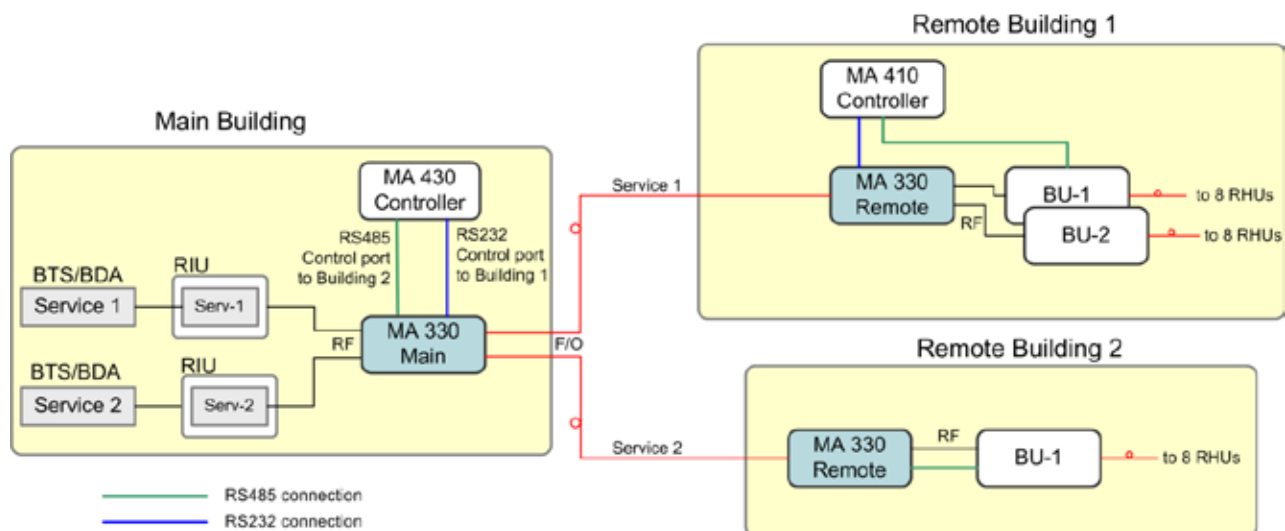 Remote Building 1
MA 410
Controller
Main Building
MA 430
Controller
Service 1
MA 330
Remote
BU-1
to 8 RHUs
RF
BU-2
to 8 RHUs
RS485
Control port
to Building 2
RS232
Control port
to Building 1
BTS/BDA
RIU
Service 1
Serv-1
RF
MA 330
Main
F/O
Remote Building 2
BTS/BDA
RIU
Service 2
Serv-2
Service 2
MA 330
Remote
RF
BU-1
to 8 RHUs
RS485 connection
RS232 connection